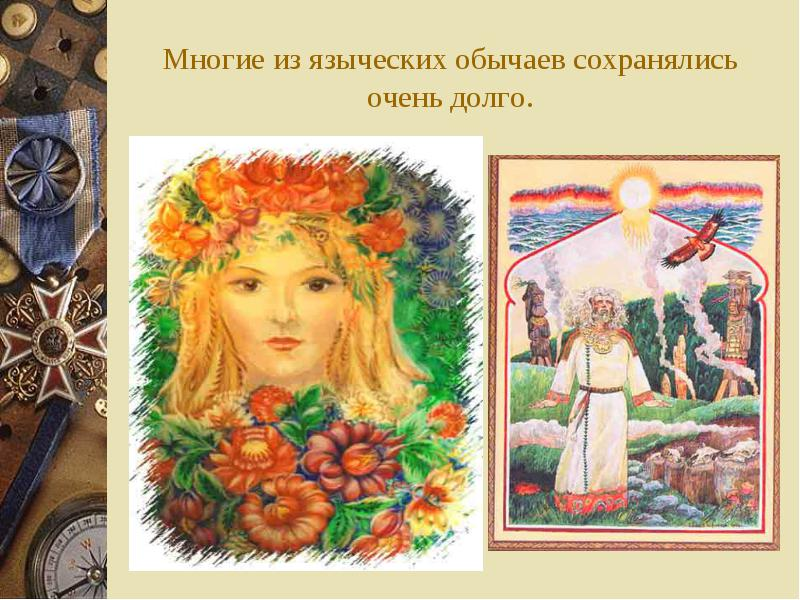 Многие из языческих обычаев сохранялись
очень долго.